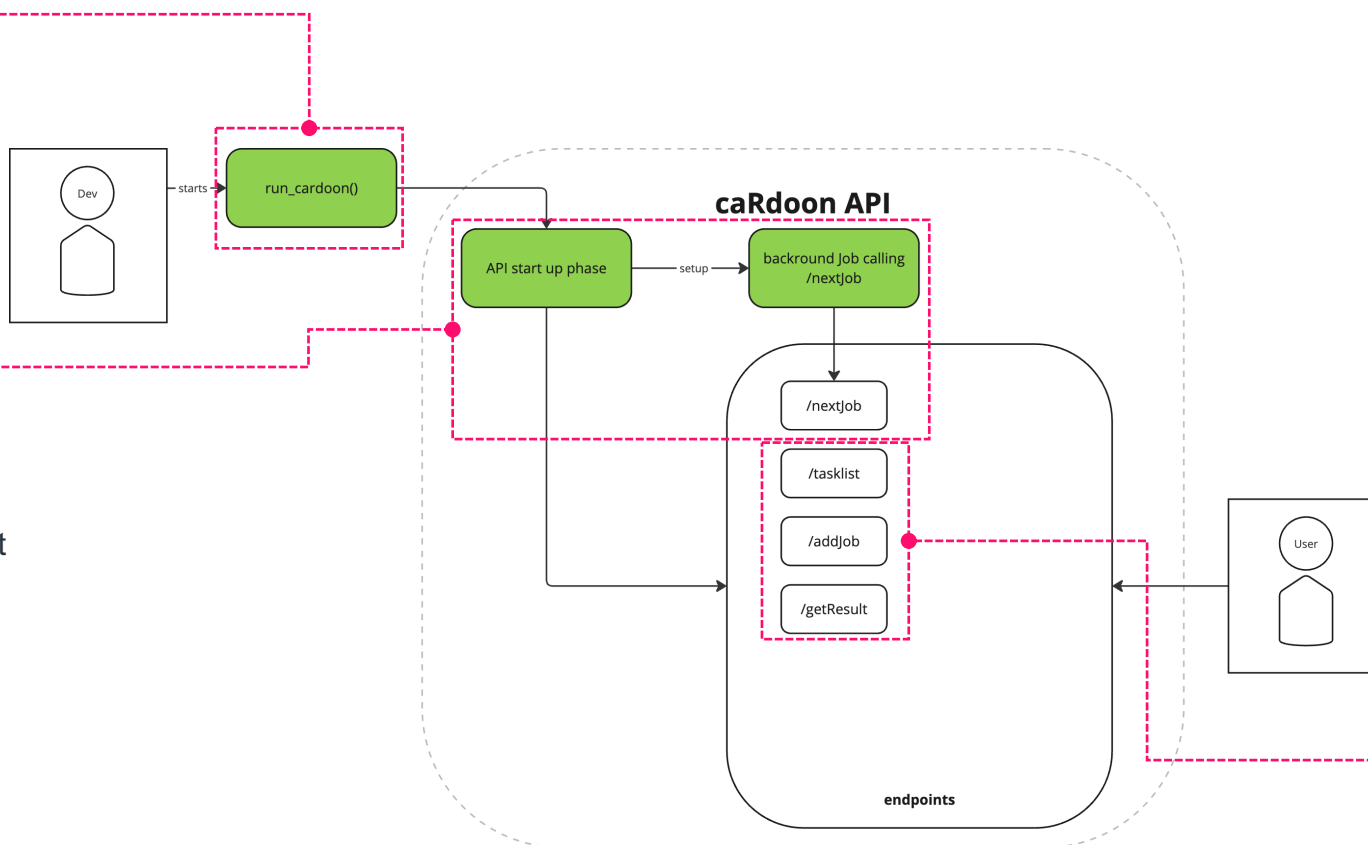 Dev
starts
run_cardoon()
caRdoon API
API start up phase
setup
backround Job calling
/nextJob
/nextJob
/tasklist
/addJob
/getResult
t
User
endpoints